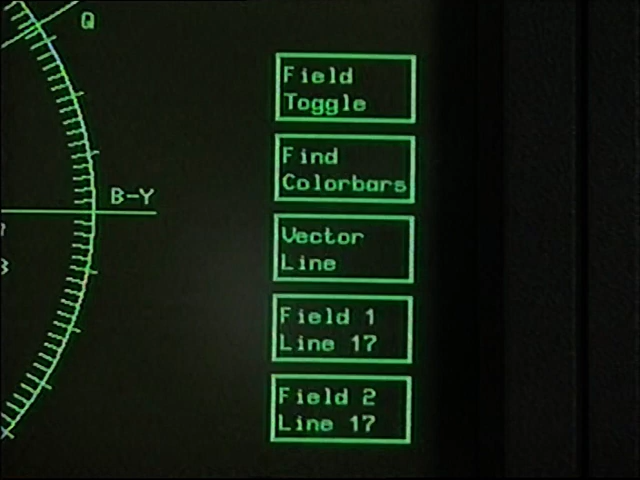 Q
Field
Toggle
Find
Colorbars
B-Y
Vector
Line
Field 1
Line 17
Field 2
Line 17